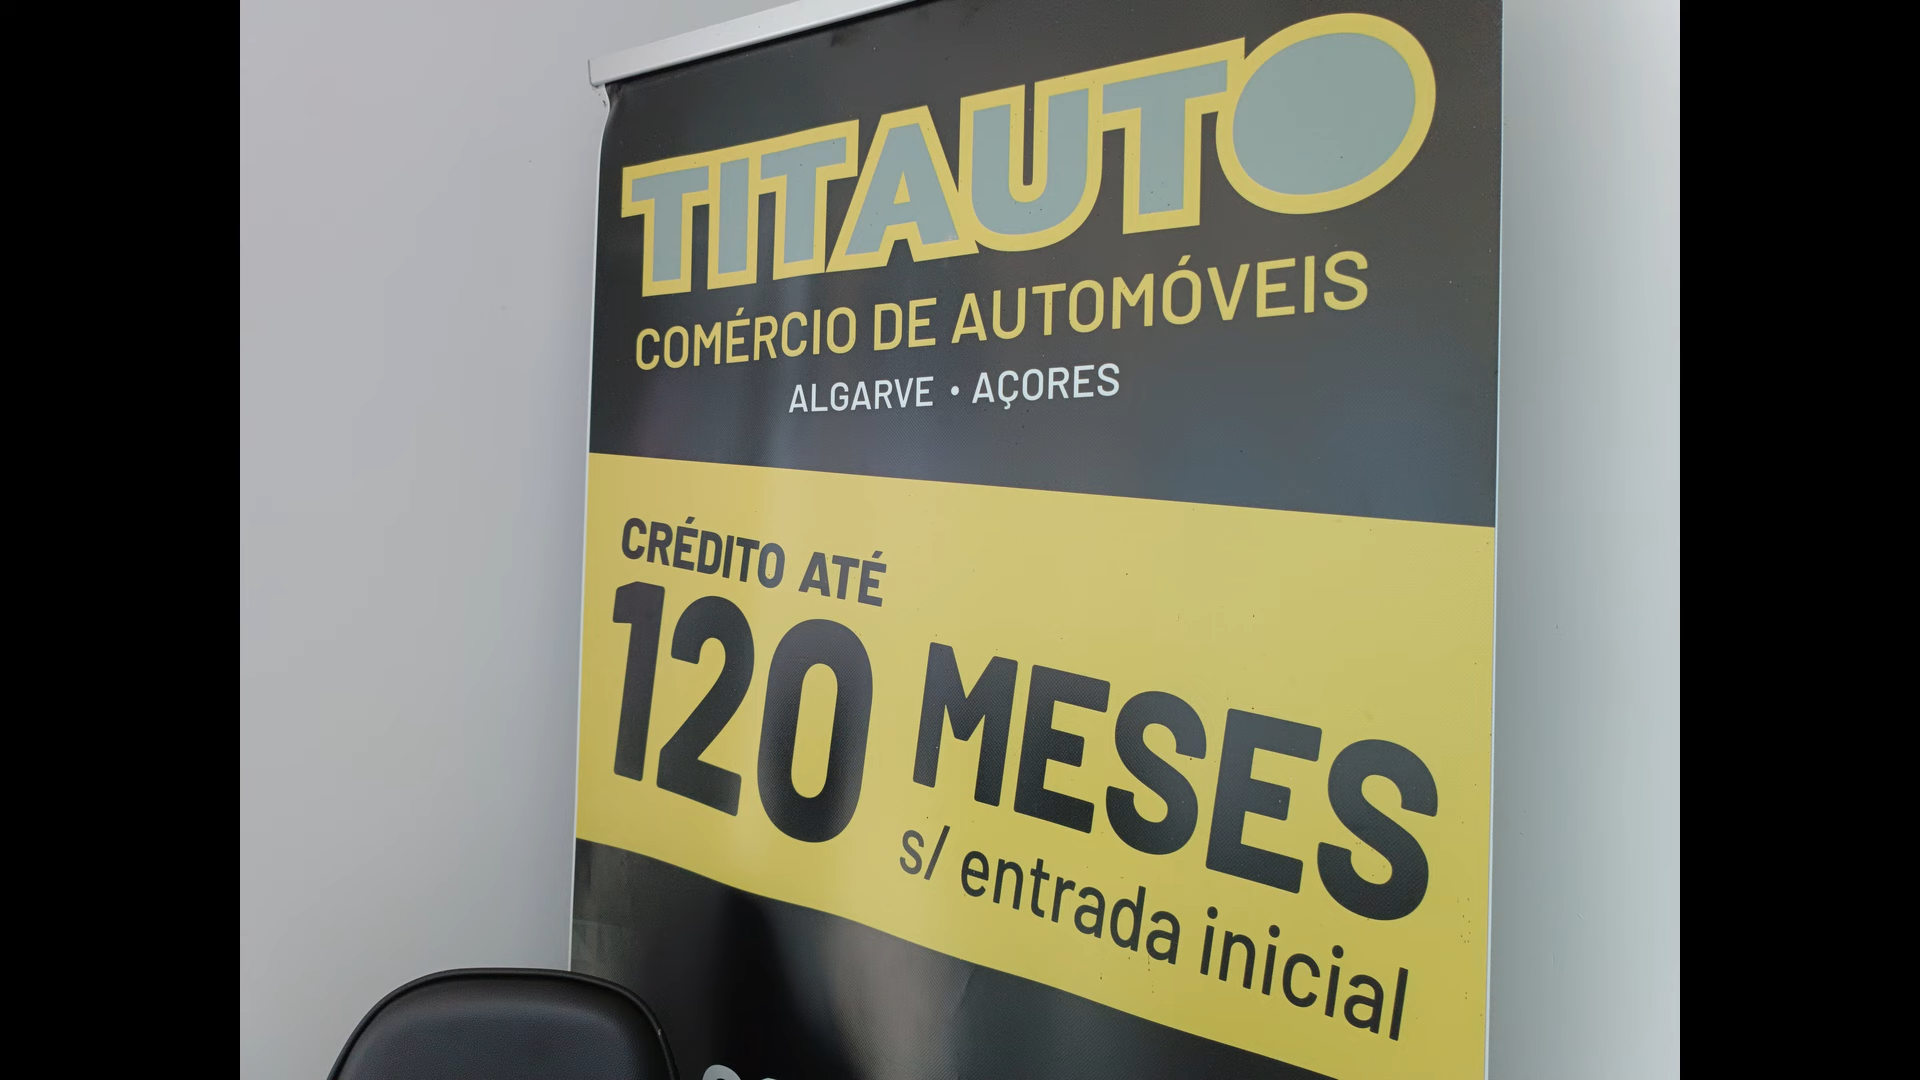 TITAUTO
COMÉRCIO DE AUTOMÓVEIS
ALGARVE • AÇORES
CRÉDITO ATÉ
120 MESES
s/ entrada inicial